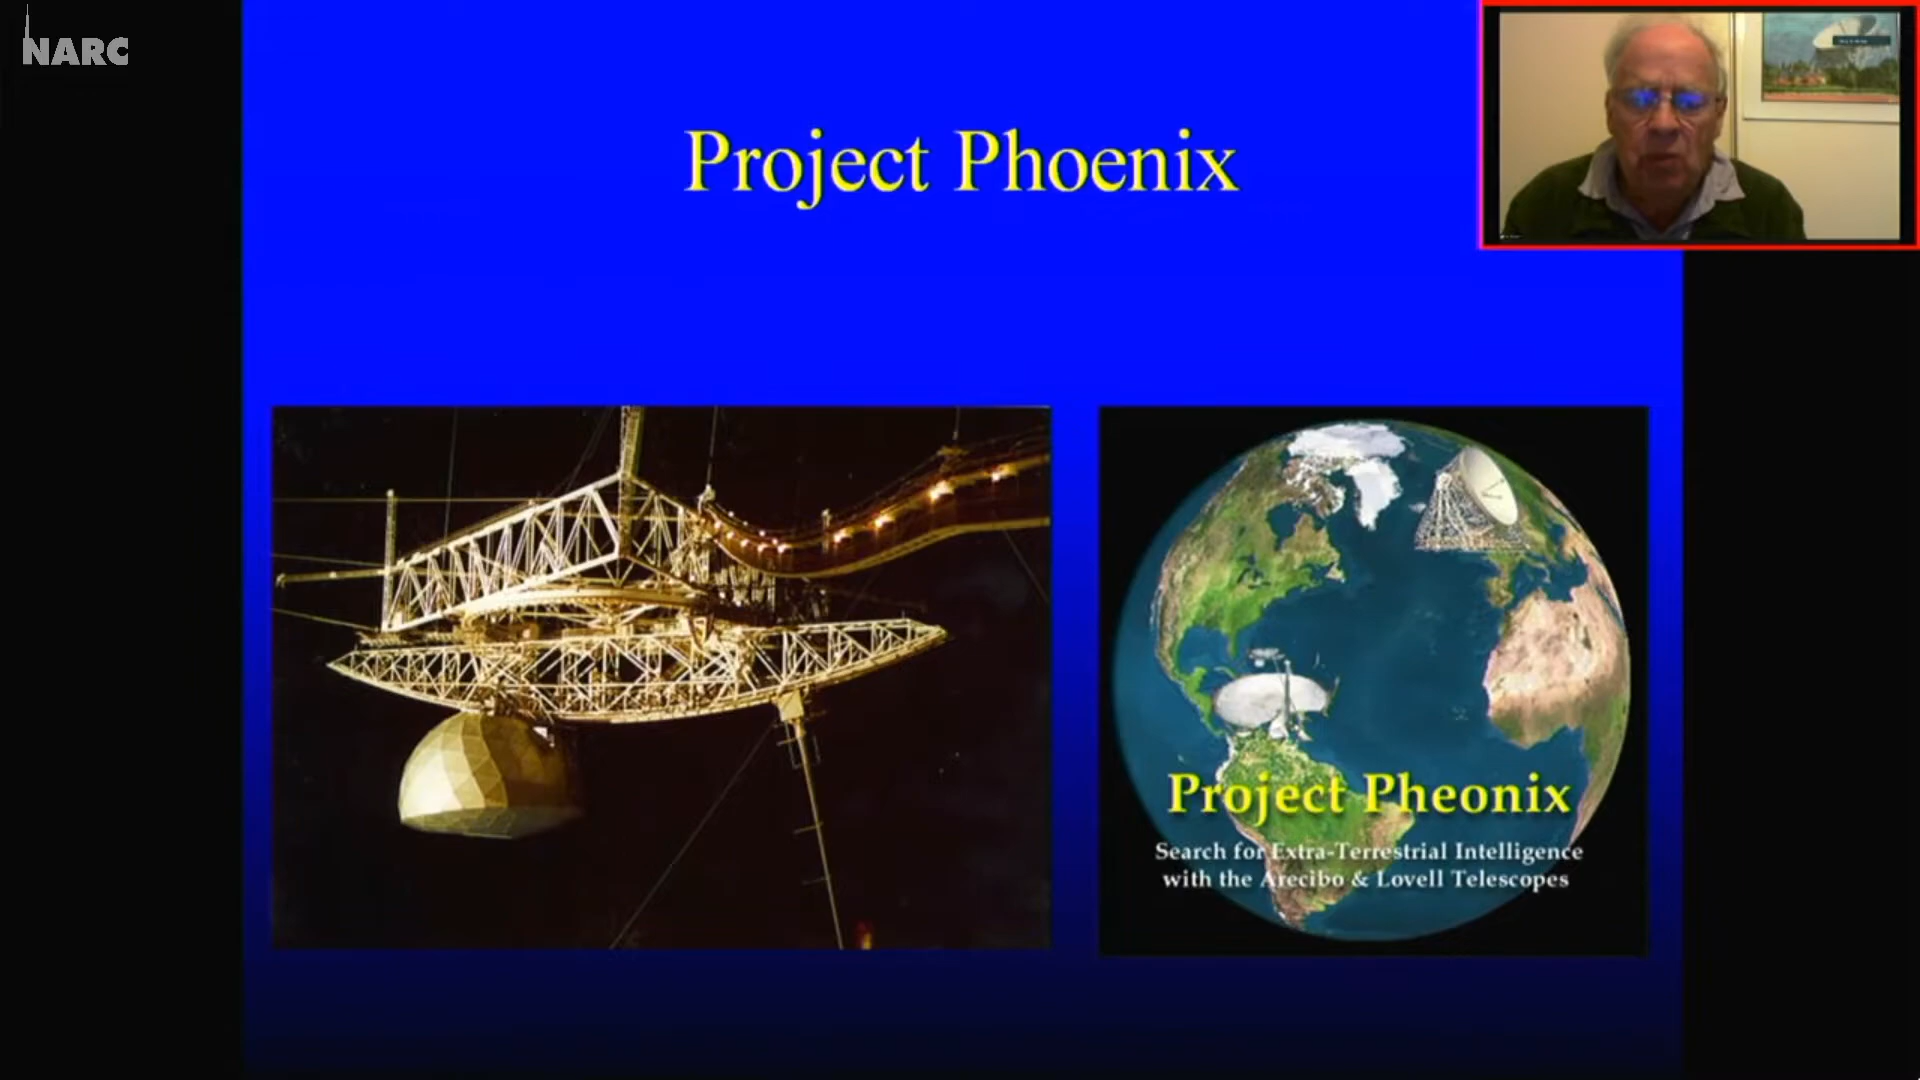 NARC
Project Phoenix
Project Pheonix
Search for Extra-Terrestrial Intelligence
with the Arecibo & Lovell Telescopes